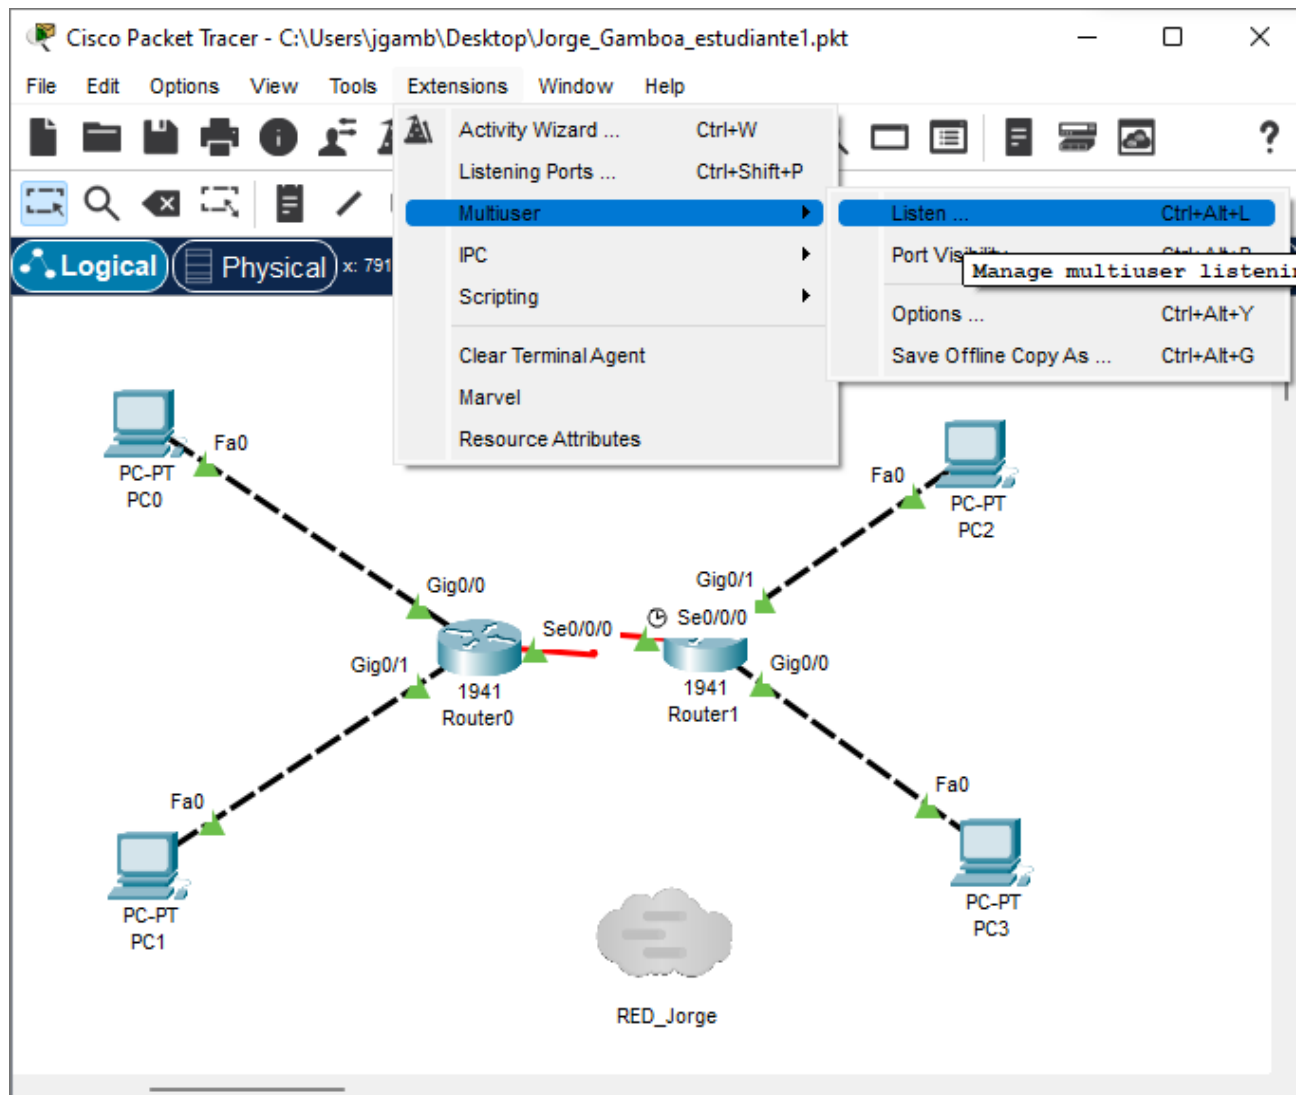 Cisco Packet Tracer - C:\Users\jgamb\Desktop\Jorge_Gamboa_estudiante1.pkt
File Edit Options View Tools Extensions Window Help
Activity Wizard ... Ctrl+W
Listening Ports ... Ctrl+Shift+P
Multiuser
Listen ... Ctrl+Alt+L
IPC
Port
Manage multiuser
Scripting
Options ... Ctrl+Alt+Y
Clear Terminal Agent
Save Offline Copy As ... Ctrl+Alt+G
Marvel
Resource Attributes
Logical
Physical
x: 791
Fa0
PC-PT
PC0
Fa0
PC-PT
PC2
Gig0/0
Gig0/1
Se0/0/0
Se0/0/0
Gig0/1
Gig0/0
1941
Router0
1941
Router1
Fa0
PC-PT
PC1
Fa0
PC-PT
PC3
RED_Jorge